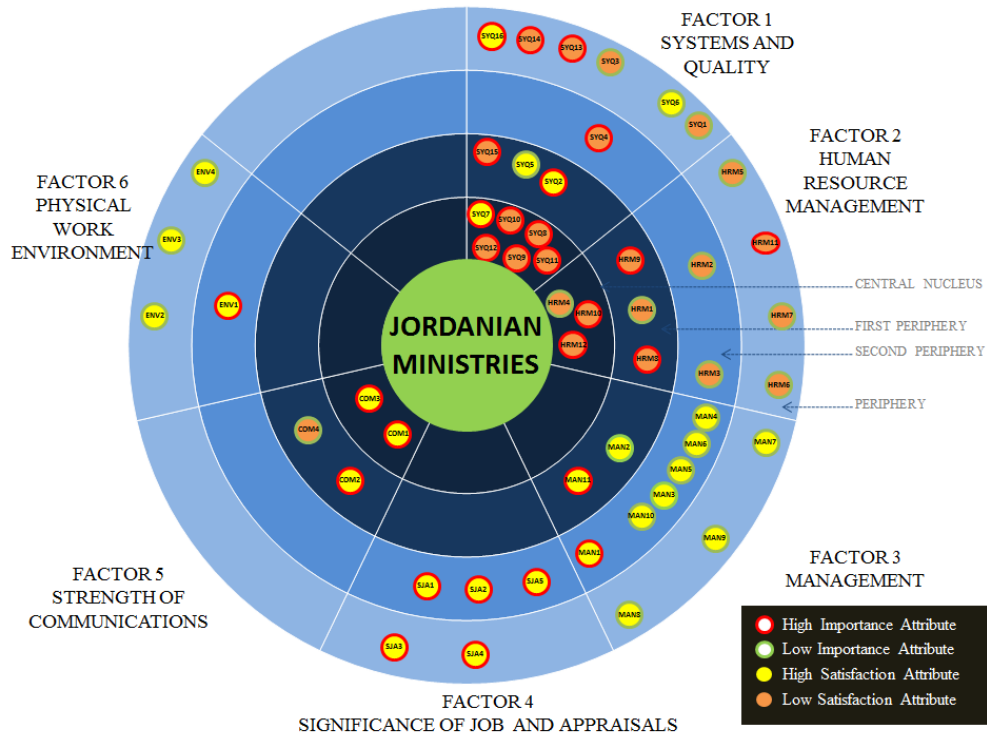 FACTOR 1
SYSTEMS AND
QUALITY
SYQ16
SYQ14
SYQ13
SYQ3
SYQ6
SYQ1
SYQ4
SYQ15
SYQ5
SYQ2
SYQ7
SYQ10
SYQ8
SYQ12
SYQ9
SYQ11
FACTOR 2
HUMAN
RESOURCE
MANAGEMENT
HRM5
HRM11
HRM2
HRM9
HRM7
HRM1
HRM4
HRM10
HRM12
HRM8
HRM3
HRM6
CENTRAL NUCLEUS
FIRST PERIPHERY
SECOND PERIPHERY
PERIPHERY
FACTOR 6
PHYSICAL
WORK
ENVIRONMENT
ENV4
ENV3
ENV2
ENV1
JORDANIAN
MINISTRIES
COM3
COM1
COM4
COM2
MAN4
MAN7
MAN6
MAN2
MAN5
MAN11
MAN3
MAN10
MAN9
MAN1
MAN8
FACTOR 3
MANAGEMENT
FACTOR 5
STRENGTH OF
COMMUNICATIONS
SJA1
SJA2
SJA5
SJA3
SJA4
FACTOR 4
SIGNIFICANCE OF JOB AND APPRAISALS
High Importance Attribute
Low Importance Attribute
High Satisfaction Attribute
Low Satisfaction Attribute